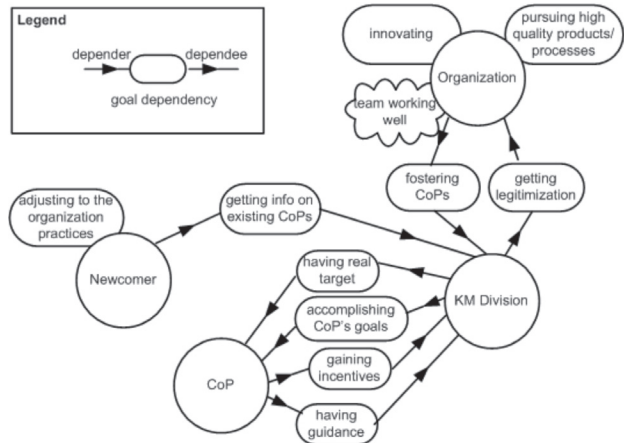 Legend
depender
dependee
goal dependency
innovating
pursuing high
quality products/
processes
Organization
team working
well
fostering
CoPs
getting
legitimization
adjusting to the
organization
practices
getting info on
existing CoPs
Newcomer
having real
target
KM Division
accomplishing
CoP's goals
CoP
gaining
incentives
having
guidance